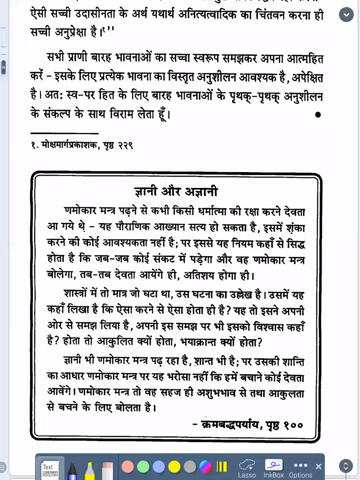 ऐसी सच्ची उदासीनता के अर्थ यथार्थ अनित्यत्वादिक का चिंतवन करना ही
सच्ची अनुप्रेक्षा है।१''
सभी प्राणी बारह भावनाओं का सच्चा स्वरूप समझकर अपना आत्महित
करें - इसके लिए प्रत्येक भावना का विस्तृत अनुशीलन आवश्यक है, अपेक्षित
है। अतः स्व-पर हित के लिए बारह भावनाओं के पृथक्-पृथक् अनुशीलन
के संकल्प के साथ विराम लेता हूँ।
१. मोक्षमार्गप्रकाशक, पृष्ठ २२९
ज्ञानी और अज्ञानी
णमोकार मन्त्र पढ़ने से कभी किसी धर्मात्मा की रक्षा करने देवता
आ गये थे - यह पौराणिक आख्यान सत्य हो सकता है, इसमें शंका
करने की कोई आवश्यकता नहीं है; पर इससे यह नियम कहाँ से सिद्ध
होता है कि जब-जब कोई संकट में पड़ेगा और वह णमोकार मन्त्र
बोलेगा, तब-तब देवता आयेंगे ही, अतिशय होगा ही।
शास्त्रों में तो मात्र जो घटा था, उस घटना का उल्लेख है। उसमें यह
कहाँ लिखा है कि ऐसा करने से ऐसा होता ही है? यह तो इसने अपनी
ओर से समझ लिया है, अपनी इस समझ पर भी इसको विश्वास कहाँ
है? होता तो आकुलित क्यों होता, भयाक्रान्त क्यों होता?
ज्ञानी भी णमोकार मन्त्र पढ़ रहा है, शान्त भी है; पर उसकी शान्ति
का आधार णमोकार मन्त्र पर यह भरोसा नहीं कि हमें बचाने कोई देवता
आवेंगे। णमोकार मन्त्र तो वह सहज ही अशुभभाव से तथा आकुलता
से बचने के लिए बोलता है।
- क्रमबद्धपर्याय, पृष्ठ १००
Text
Lasso InkBox Options